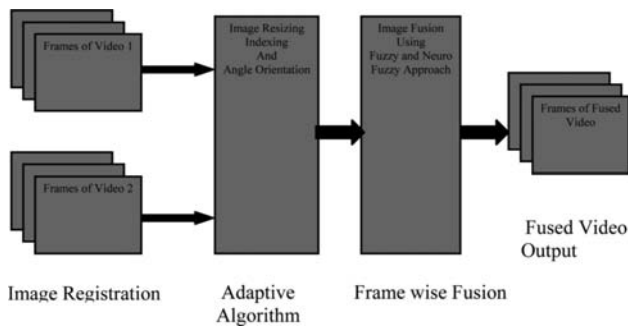 Frames of Video 1
Image Resizing
Indexing
And
Angle Orientation
Image Fusion
Using
Fuzzy and Neuro
Fuzzy Approach
Frames of Fused
Video
Frames of Video 2
Fused Video
Output
Image Registration
Adaptive
Algorithm
Frame wise Fusion